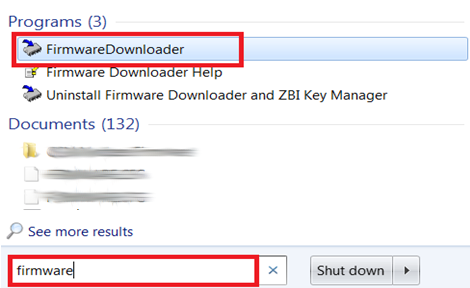 Programs (3)
FirmwareDownloader
Firmware Downloader Help
Uninstall Firmware Downloader and ZBI Key Manager
Documents (132)
See more results
firmware
Shut down